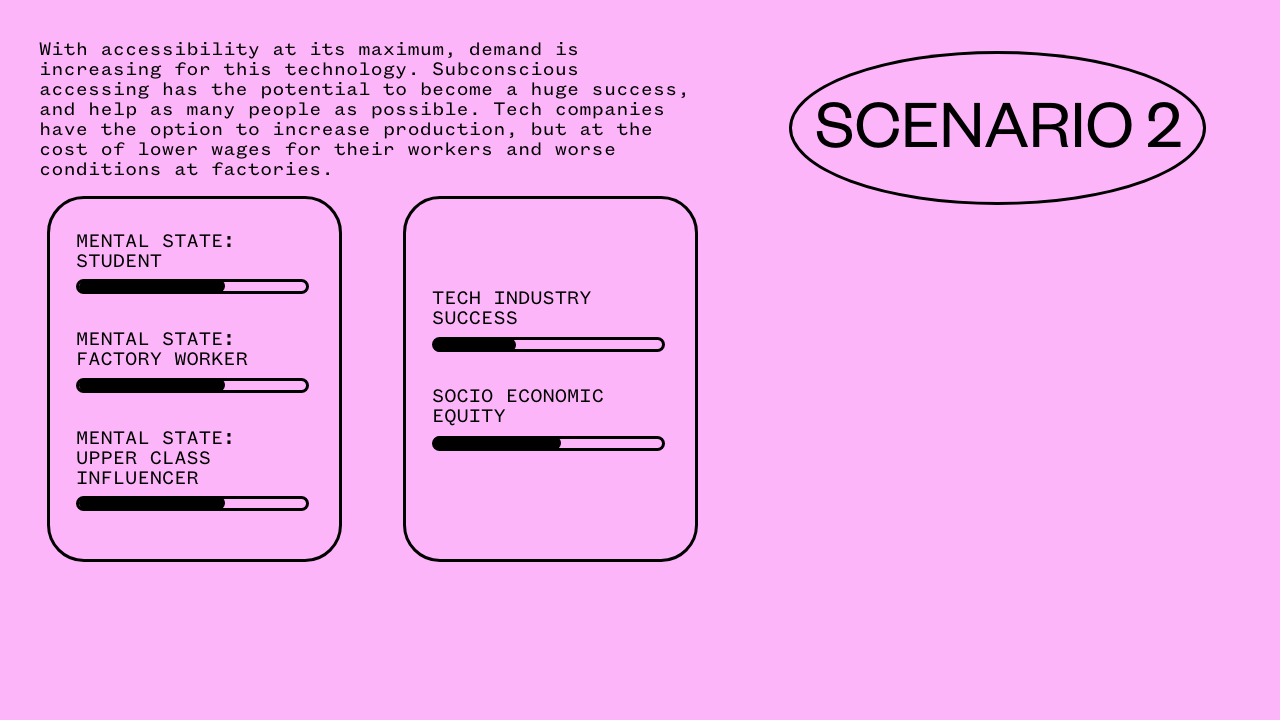 With accessibility at its maximum, demand is
increasing for this technology. Subconscious
accessing has the potential to become a huge success,
and help as many people as possible. Tech companies
have the option to increase production, but at the
cost of lower wages for their workers and worse
conditions at factories.
SCENARIO 2
MENTAL STATE:
STUDENT
MENTAL STATE:
FACTORY WORKER
MENTAL STATE:
UPPER CLASS
INFLUENCER
TECH INDUSTRY
SUCCESS
SOCIO ECONOMIC
EQUITY